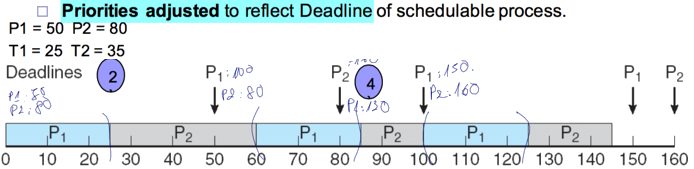 Priorities adjusted to reflect Deadline of schedulable process.
P1 = 50 P2 = 80
T1 = 25 T2 = 35
Deadlines 2 P1 :100 P2 4 P1 :150. P1 P2
P1: 50 P2: 80 P1: P2: 160
P2: 80
P1 P2 P1 P2 P1 P2
0 10 20 30 40 50 60 70 80 90 100 110 120 130 140 150 160